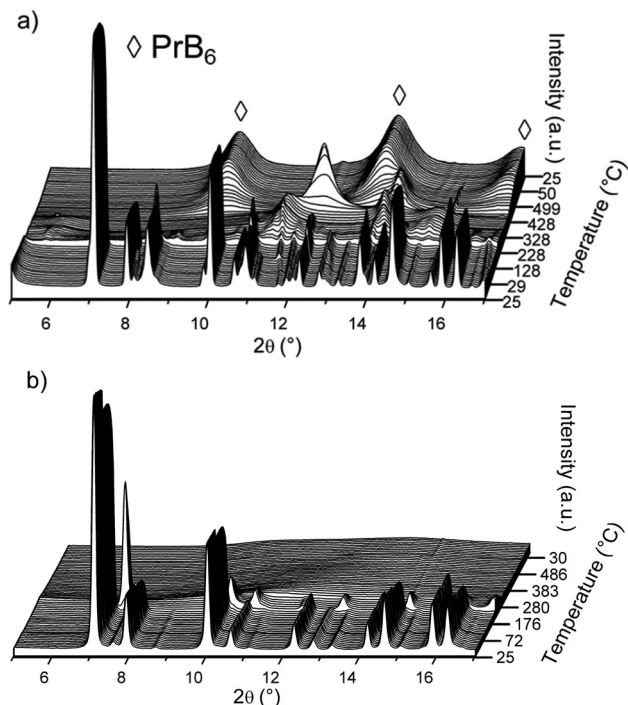 a)
◊ PrB6
◊ ◊ ◊
Intensity (a.u.)
Temperature (°C)
25
50
499
428
328
228
128
29
25
6 8 10 12 14 16
2θ (°)
b)
Intensity (a.u.)
Temperature (°C)
30
486
383
280
176
72
25
6 8 10 12 14 16
2θ (°)